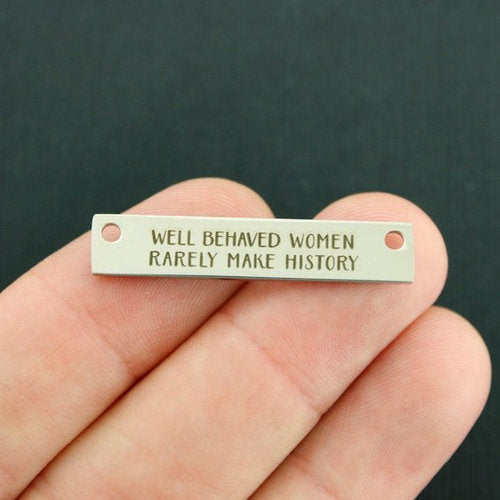 WELL BEHAVED WOMEN
RARELY MAKE HISTORY